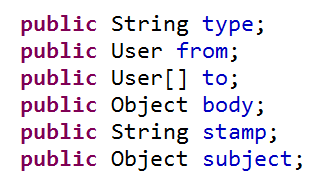 public String type;
public User from;
public User[] to;
public Object body;
public String stamp;
public Object subject;